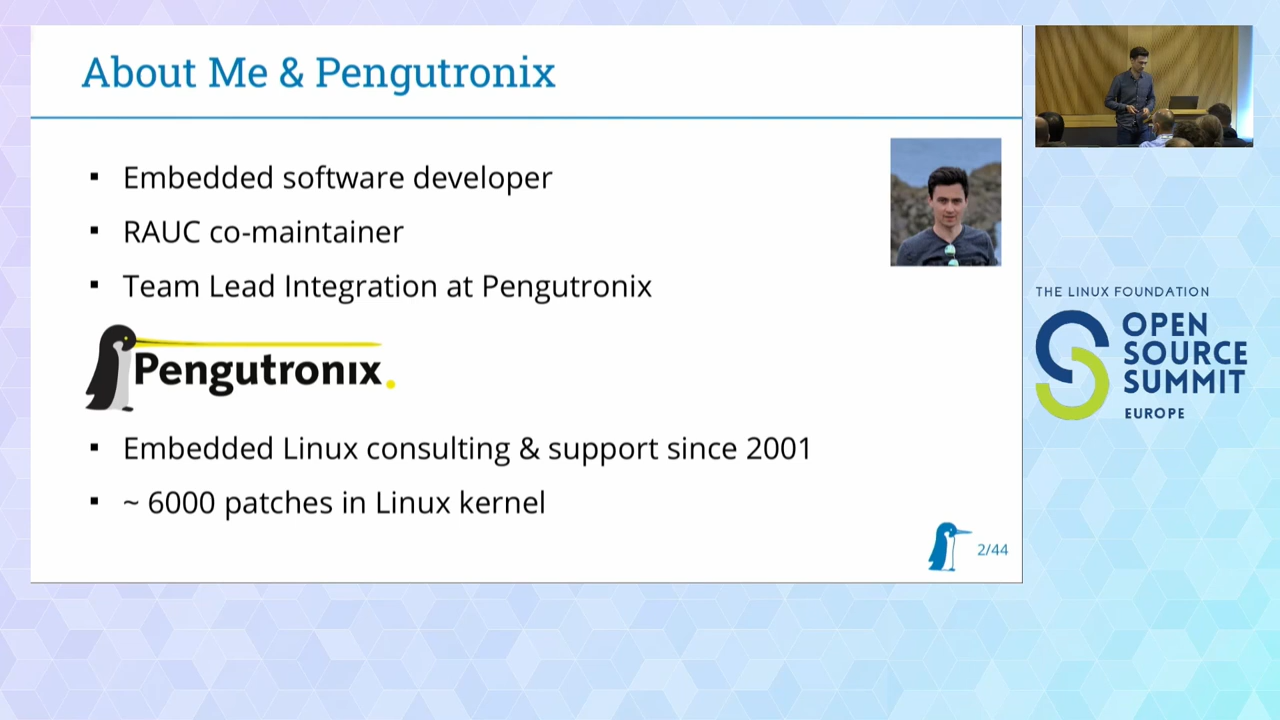 About Me & Pengutronix
▪ Embedded software developer
▪ RAUC co-maintainer
▪ Team Lead Integration at Pengutronix
Pengutronix.
▪ Embedded Linux consulting & support since 2001
▪ ~ 6000 patches in Linux kernel
2/44
THE LINUX FOUNDATION
OPEN
SOURCE
SUMMIT
EUROPE